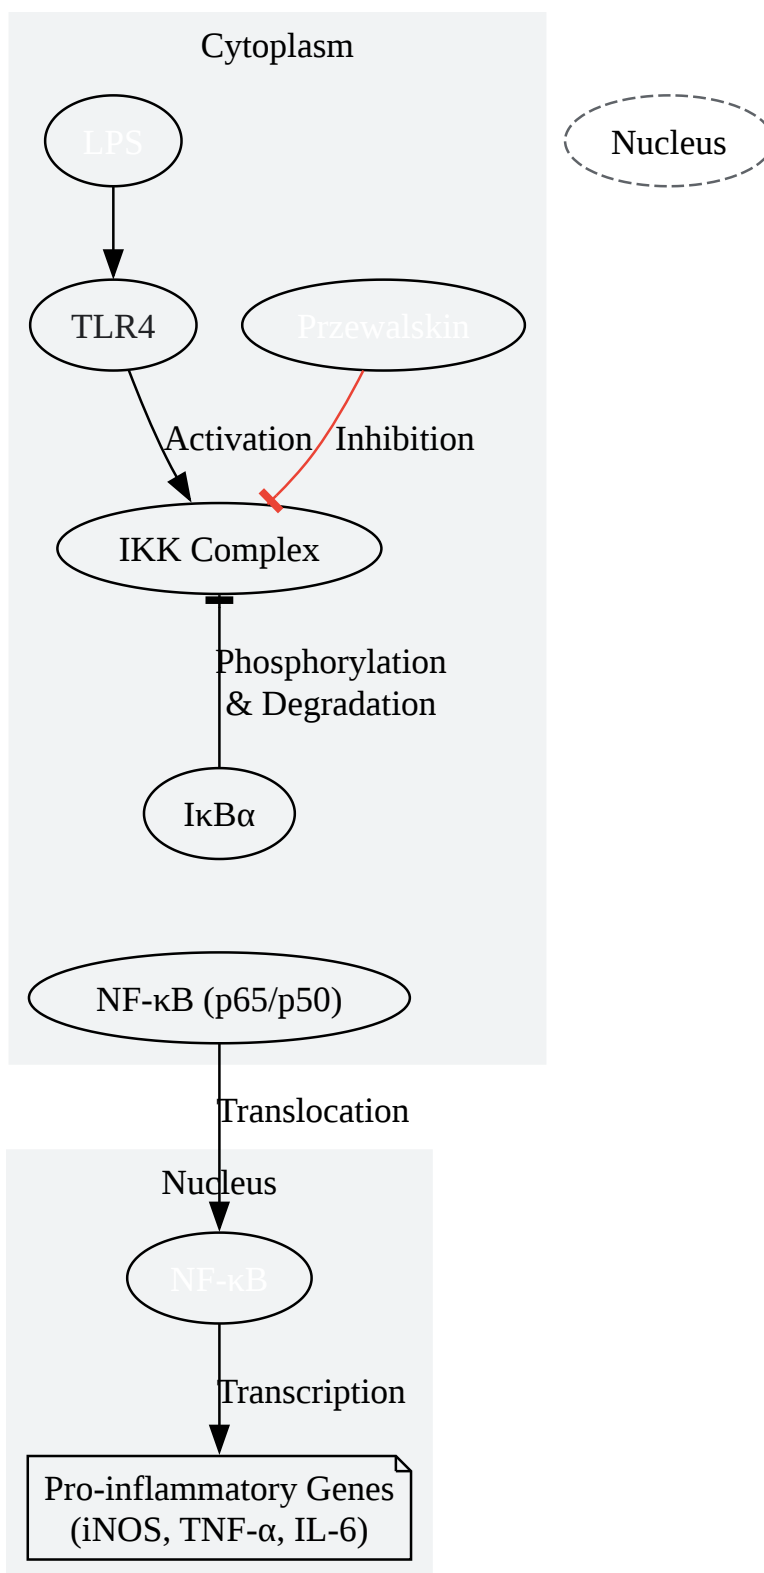 Cytoplasm
LPS
Nucleus
TLR4
Przewalskin
Activation
Inhibition
IKK Complex
Phosphorylation
& Degradation
IκBα
NF-κB (p65/p50)
Translocation
Nucleus
NF-κB
Transcription
Pro-inflammatory Genes
(iNOS, TNF-α, IL-6)